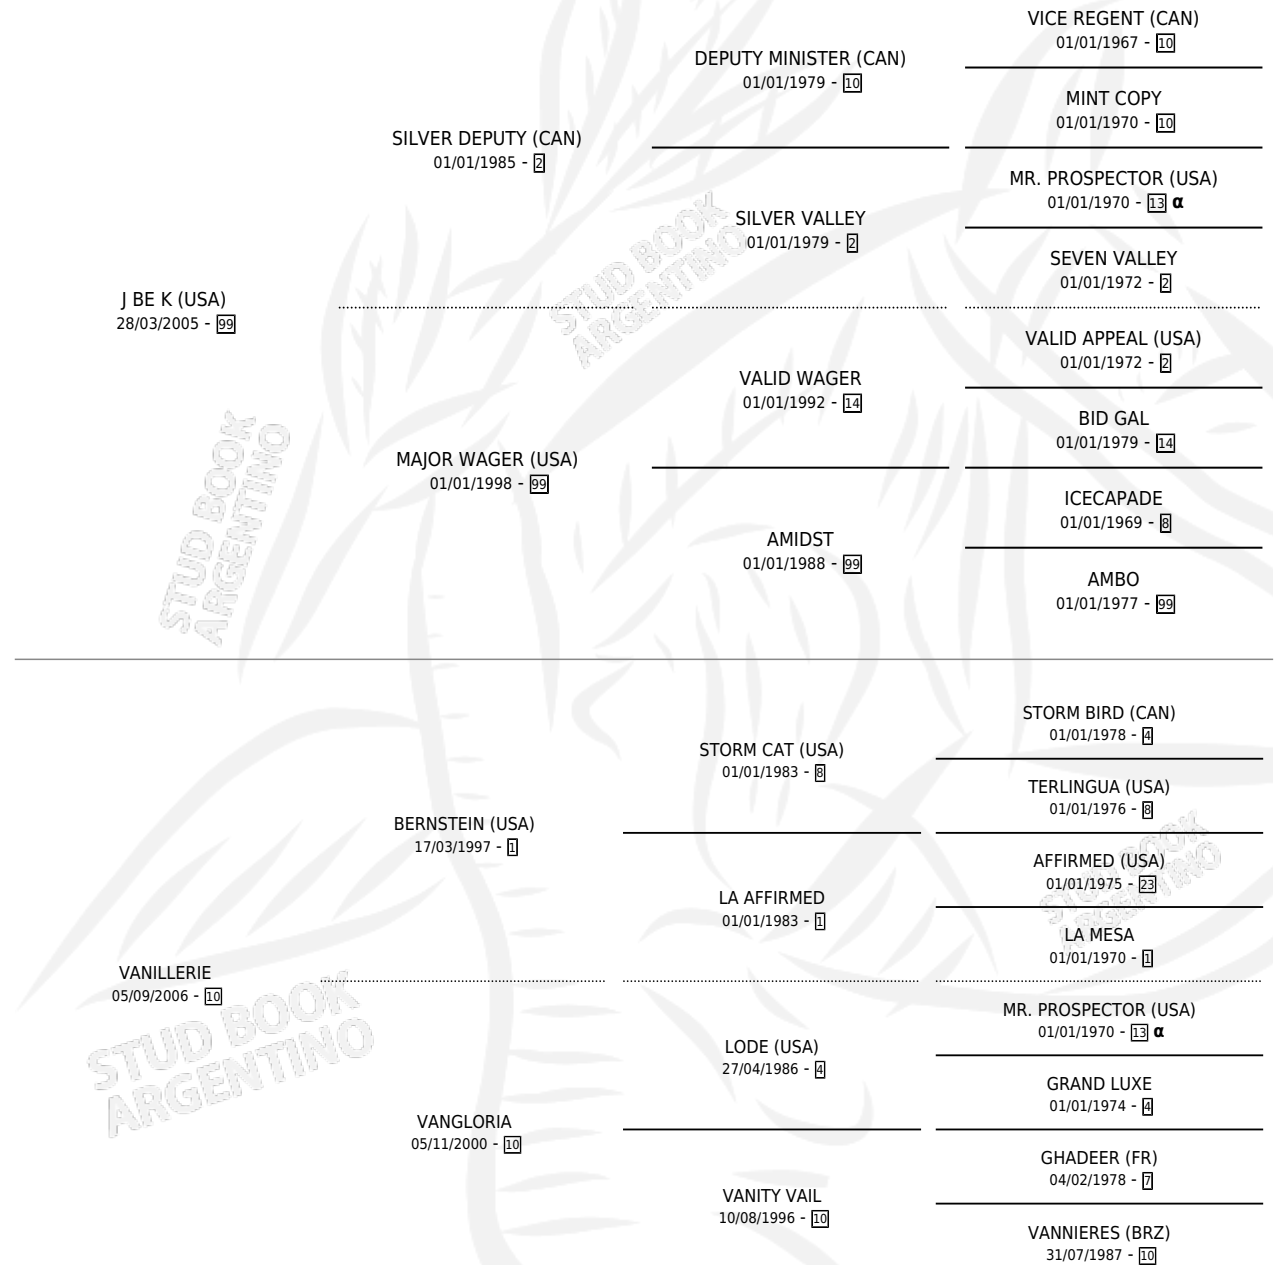 VICE REGENT (CAN)
01/01/1967 - 10
DEPUTY MINISTER (CAN)
01/01/1979 - 10
MINT COPY
01/01/1970 - 10
SILVER DEPUTY (CAN)
01/01/1985 - 2
MR. PROSPECTOR (USA)
01/01/1970 - 13 α
SILVER VALLEY
01/01/1979 - 2
SEVEN VALLEY
01/01/1972 - 2
STUD BOOK
ARGENTINO
J BE K (USA)
28/03/2005 - 99
VALID APPEAL (USA)
01/01/1972 - 2
VALID WAGER
01/01/1992 - 14
BID GAL
01/01/1979 - 14
MAJOR WAGER (USA)
01/01/1998 - 99
ICECAPADE
01/01/1969 - 8
AMIDST
01/01/1988 - 99
AMBO
01/01/1977 - 99
STUD BOOK
ARGENTINO
STORM BIRD (CAN)
01/01/1978 - 4
STORM CAT (USA)
01/01/1983 - 8
TERLINGUA (USA)
01/01/1976 - 8
BERNSTEIN (USA)
17/03/1997 - 1
AFFIRMED (USA)
01/01/1975 - 23
LA AFFIRMED
01/01/1983 - 1
LA MESA
01/01/1970 - 1
STUD BOOK
ARGENTINO
VANILLERIE
05/09/2006 - 10
MR. PROSPECTOR (USA)
01/01/1970 - 13 α
LODE (USA)
27/04/1986 - 4
GRAND LUXE
01/01/1974 - 4
VANGLORIA
05/11/2000 - 10
GHADEER (FR)
04/02/1978 - 7
VANITY VAIL
10/08/1996 - 10
VANNIERES (BRZ)
31/07/1987 - 10
STUD BOOK
ARGENTINO